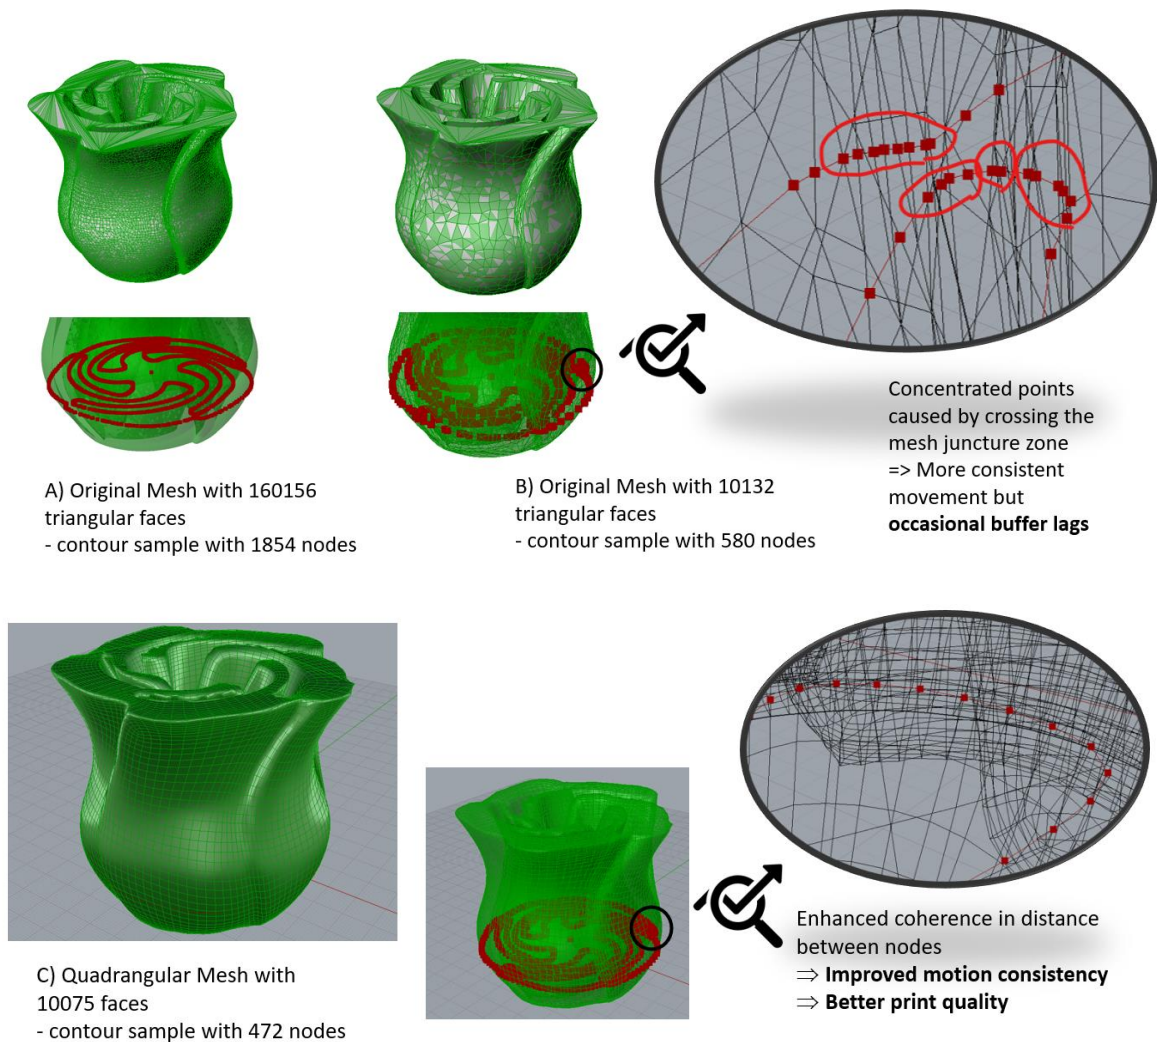 Concentrated points
caused by crossing the
mesh juncture zone
=> More consistent
movement but
occasional buffer lags
A) Original Mesh with 160156
triangular faces
- contour sample with 1854 nodes
B) Original Mesh with 10132
triangular faces
- contour sample with 580 nodes
Enhanced coherence in distance
between nodes
⇒ Improved motion consistency
⇒ Better print quality
C) Quadrangular Mesh with
10075 faces
- contour sample with 472 nodes